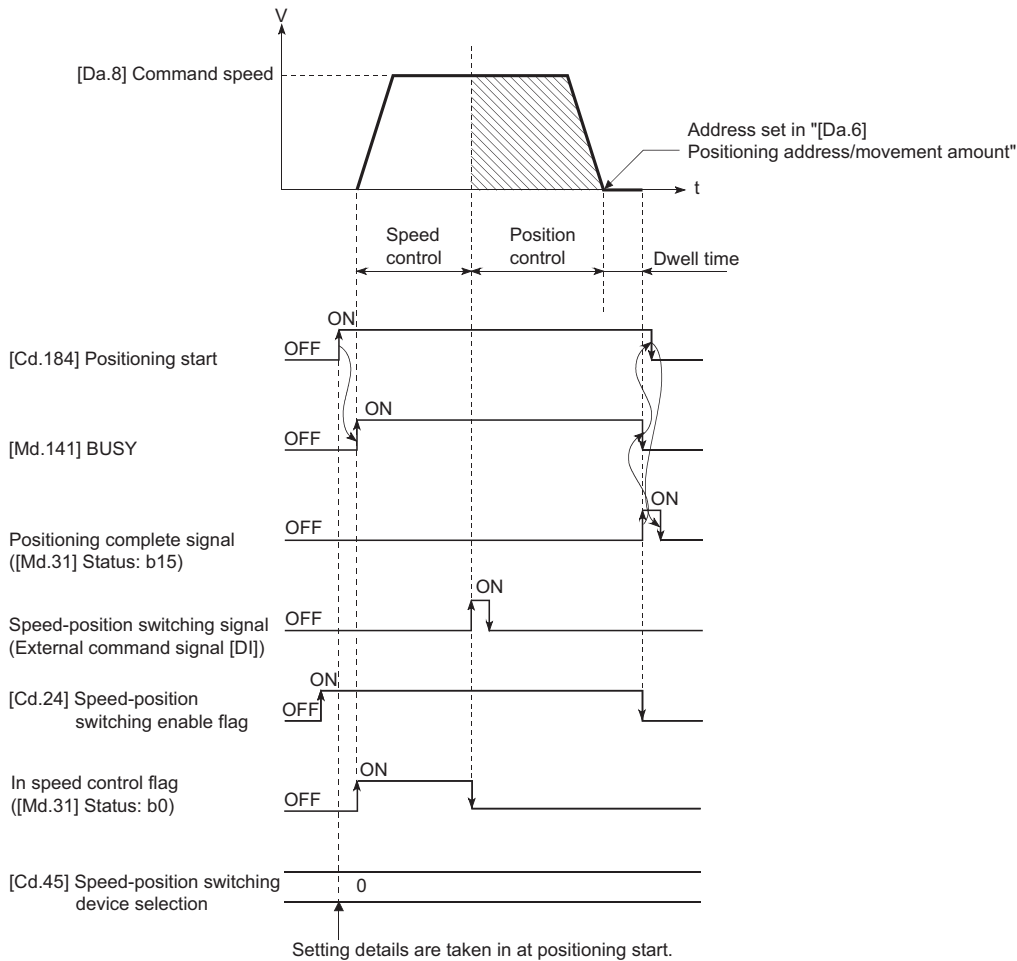 V
[Da.8] Command speed
Address set in "[Da.6]
Positioning address/movement amount"
t
Speed
control
Position
control
Dwell time
ON
[Cd.184] Positioning start
OFF
ON
[Md.141] BUSY
OFF
ON
Positioning complete signal
([Md.31] Status: b15)
OFF
ON
Speed-position switching signal
(External command signal [DI])
OFF
ON
[Cd.24] Speed-position
switching enable flag
OFF
ON
In speed control flag
([Md.31] Status: b0)
OFF
[Cd.45] Speed-position switching
device selection
0
Setting details are taken in at positioning start.